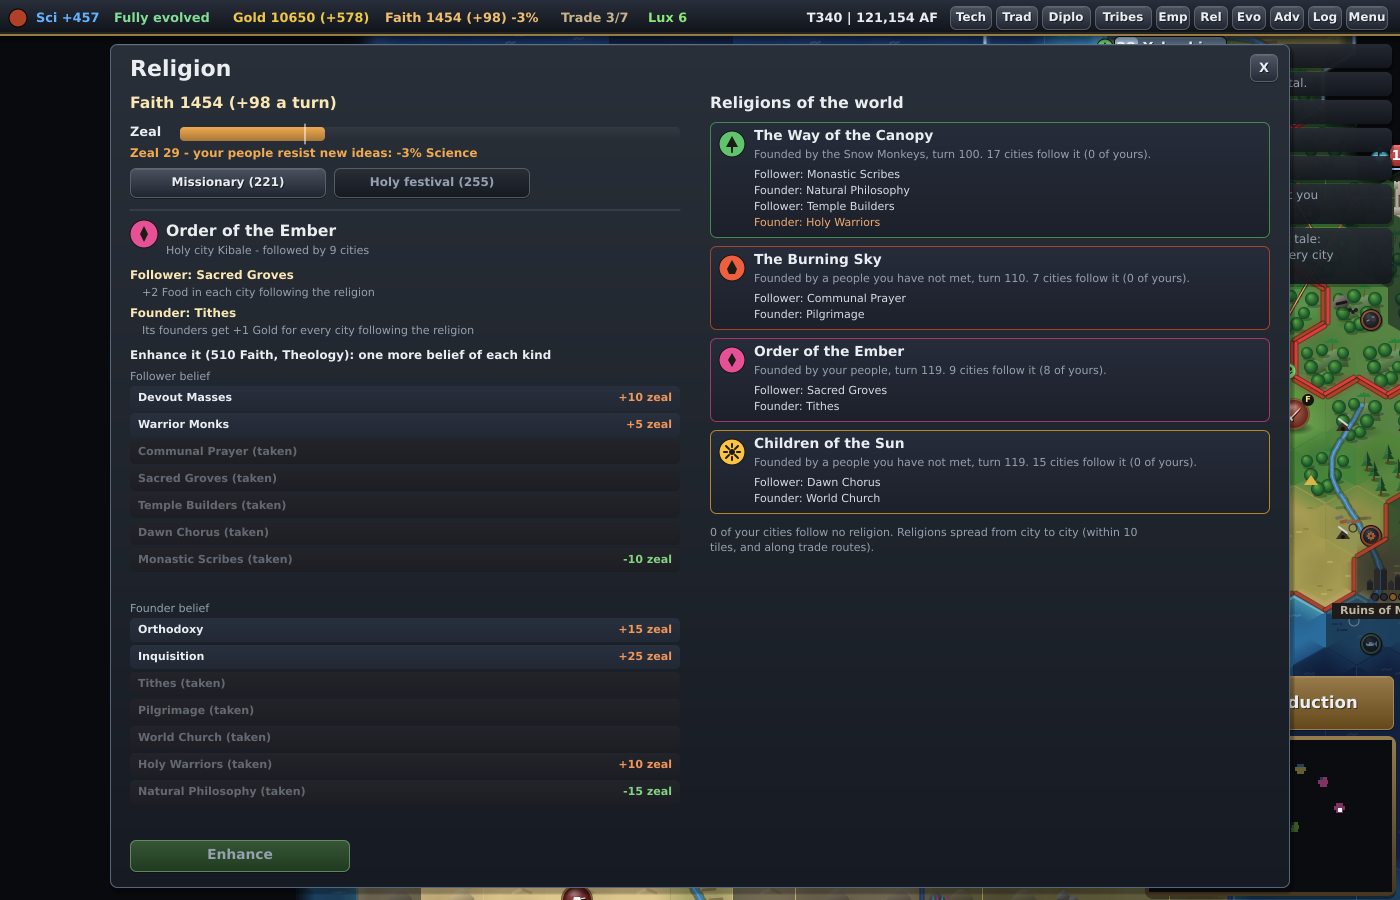 Sci +457
Fully evolved
Gold 10650 (+578)
Faith 1454 (+98) -3%
Trade 3/7
Lux 6
T340 | 121,154 AF
Tech
Trad
Diplo
Tribes
Emp
Rel
Evo
Adv
Log
Menu
Religion
X
Faith 1454 (+98 a turn)
Zeal
Zeal 29 - your people resist new ideas: -3% Science
Missionary (221)
Holy festival (255)
Order of the Ember
Holy city Kibale - followed by 9 cities
Follower: Sacred Groves
+2 Food in each city following the religion
Founder: Tithes
Its founders get +1 Gold for every city following the religion
Enhance it (510 Faith, Theology): one more belief of each kind
Follower belief
Devout Masses +10 zeal
Warrior Monks +5 zeal
Communal Prayer (taken)
Sacred Groves (taken)
Temple Builders (taken)
Dawn Chorus (taken)
Monastic Scribes (taken) -10 zeal
Founder belief
Orthodoxy +15 zeal
Inquisition +25 zeal
Tithes (taken)
Pilgrimage (taken)
World Church (taken)
Holy Warriors (taken) +10 zeal
Natural Philosophy (taken) -15 zeal
Enhance
Religions of the world
The Way of the Canopy
Founded by the Snow Monkeys, turn 100. 17 cities follow it (0 of yours).
Follower: Monastic Scribes
Founder: Natural Philosophy
Follower: Temple Builders
Founder: Holy Warriors
The Burning Sky
Founded by a people you have not met, turn 110. 7 cities follow it (0 of yours).
Follower: Communal Prayer
Founder: Pilgrimage
Order of the Ember
Founded by your people, turn 119. 9 cities follow it (8 of yours).
Follower: Sacred Groves
Founder: Tithes
Children of the Sun
Founded by a people you have not met, turn 119. 15 cities follow it (0 of yours).
Follower: Dawn Chorus
Founder: World Church
0 of your cities follow no religion. Religions spread from city to city (within 10
tiles, and along trade routes).
tal.
1
t you
tale:
ery city
F
Ruins of
duction